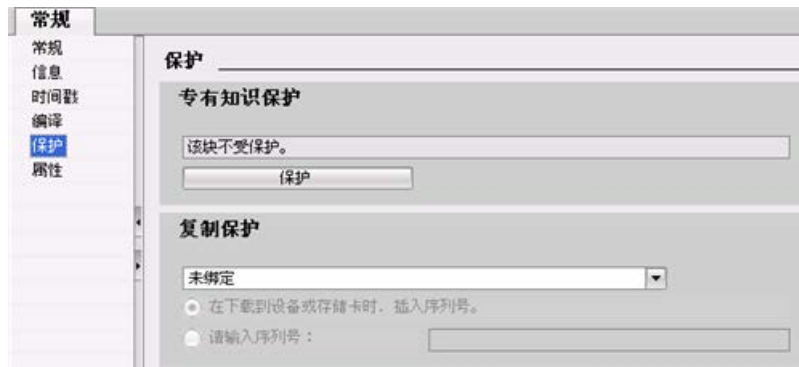 常规
常规
信息
时间戳
编译
保护
属性
保护
专有知识保护
该块不受保护。
保护
复制保护
未绑定
在下载到设备或存储卡时，插入序列号。
请输入序列号：